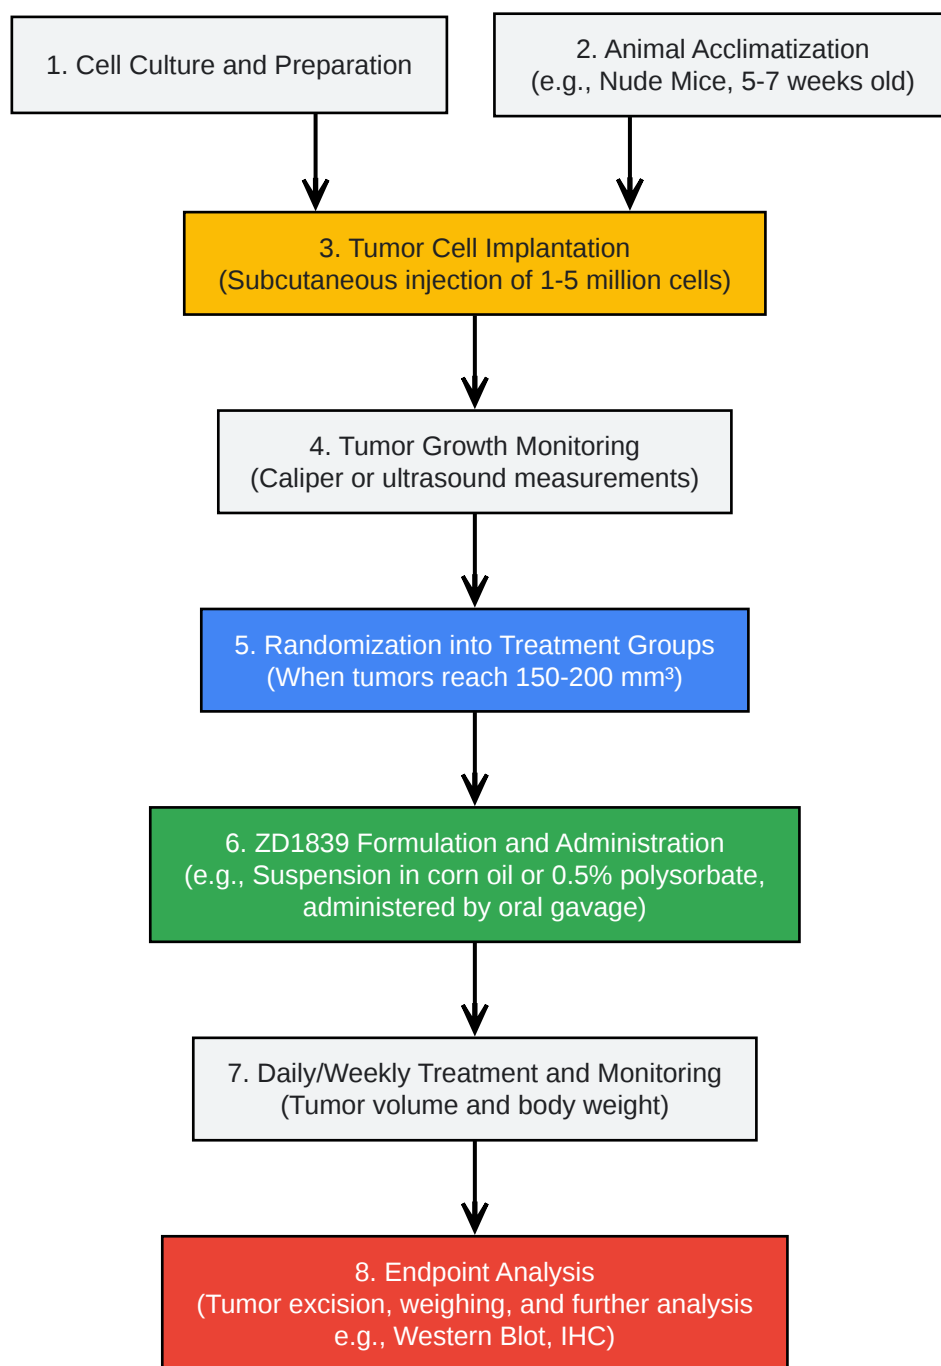 1. Cell Culture and Preparation
2. Animal Acclimatization
(e.g., Nude Mice, 5-7 weeks old)
3. Tumor Cell Implantation
(Subcutaneous injection of 1-5 million cells)
4. Tumor Growth Monitoring
(Caliper or ultrasound measurements)
5. Randomization into Treatment Groups
(When tumors reach 150-200 mm³)
6. ZD1839 Formulation and Administration
(e.g., Suspension in corn oil or 0.5% polysorbate,
administered by oral gavage)
7. Daily/Weekly Treatment and Monitoring
(Tumor volume and body weight)
8. Endpoint Analysis
(Tumor excision, weighing, and further analysis
e.g., Western Blot, IHC)